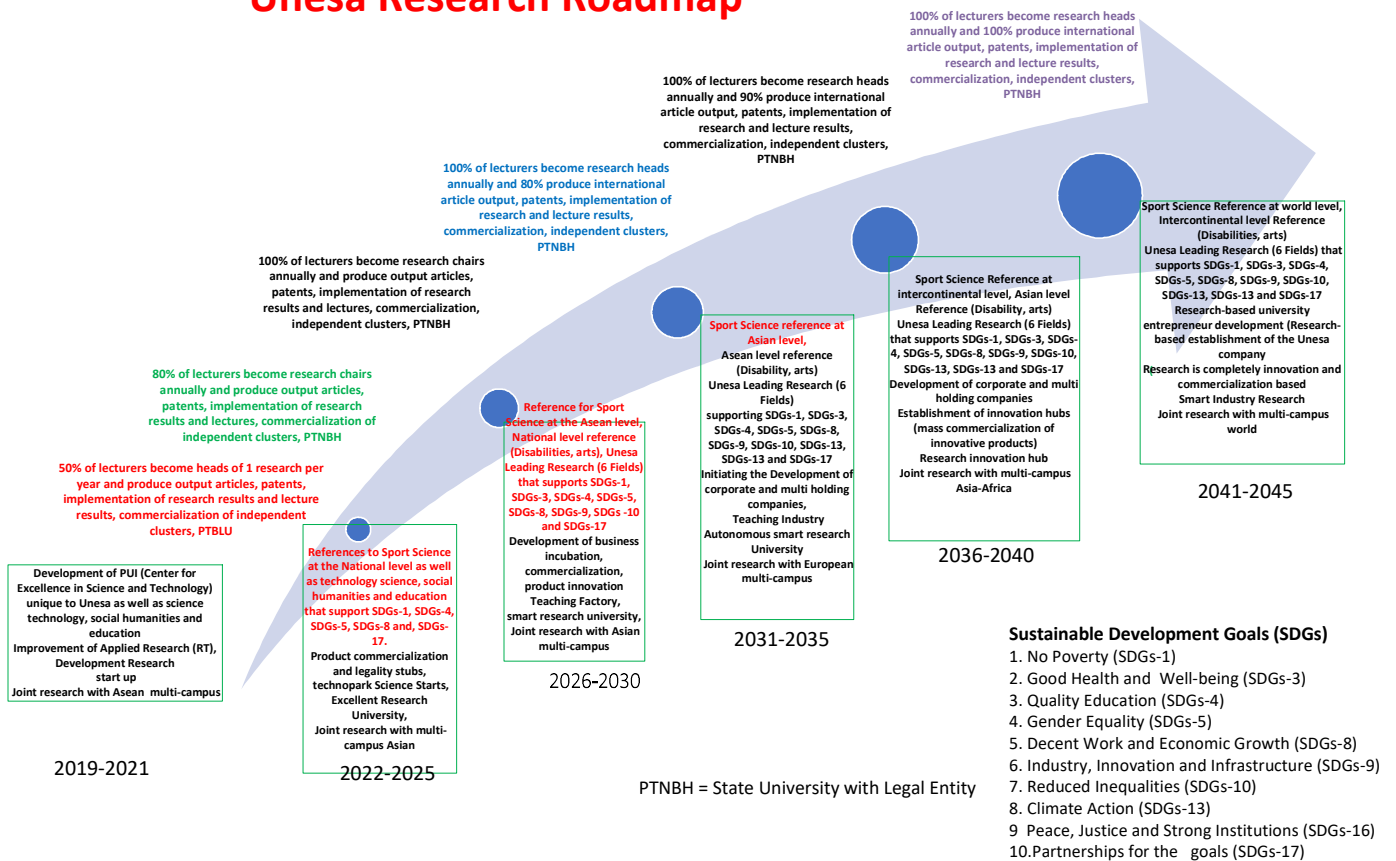 Unesa Research Roadmap
100% of lecturers become research heads
annually and 100% produce international
article output, patents, implementation of
research and lecture results,
commercialization, independent clusters,
PTNBH
100% of lecturers become research heads
annually and 90% produce international
article output, patents, implementation of
research and lecture results,
commercialization, independent clusters,
PTNBH
100% of lecturers become research heads
annually and 80% produce international
article output, patents, implementation of
research and lecture results,
commercialization, independent clusters,
PTNBH
100% of lecturers become research chairs
annually and produce output articles,
patents, implementation of research
results and lectures, commercialization,
independent clusters, PTNBH
80% of lecturers become research chairs
annually and produce output articles,
patents, implementation of research
results and lectures, commercialization of
independent clusters, PTNBH
50% of lecturers become heads of 1 research per
year and produce output articles, patents,
implementation of research results and lecture
results, commercialization of independent
clusters, PTBLU
Development of PUI (Center for
Excellence in Science and Technology)
unique to Unesa as well as science
technology, social humanities and
education
Improvement of Applied Research (RT),
Development Research
start up
Joint research with Asean multi-campus
2019-2021
References to Sport Science
at the National level as well
as technology science, social
humanities and education
that support SDGs-1, SDGs-4,
SDGs-5, SDGs-8 and, SDGs-
17.
Product commercialization
and legality stubs,
technopark Science Starts,
Excellent Research
University,
Joint research with multi-
campus Asian
2022-2025
Reference for Sport
Science at the Asean level,
National level reference
(Disabilities, arts), Unesa
Leading Research (6 Fields)
that supports SDGs-1,
SDGs-3, SDGs-4, SDGs-5,
SDGs-8, SDGs-9, SDGs -10
and SDGs-17
Development of business
incubation,
commercialization,
product innovation
Teaching Factory,
smart research university,
Joint research with Asian
multi-campus
2026-2030
Sport Science reference at
Asian level,
Asean level reference
(Disability, arts)
Unesa Leading Research (6
Fields)
supporting SDGs-1, SDGs-3,
SDGs-4, SDGs-5, SDGs-8,
SDGs-9, SDGs-10, SDGs-13,
SDGs-13 and SDGs-17
Initiating the Development of
corporate and multi holding
companies,
Teaching Industry
Autonomous smart research
University
Joint research with European
multi-campus
2031-2035
Sport Science Reference at
intercontinental level, Asian level
Reference (Disability, arts)
Unesa Leading Research (6 Fields)
that supports SDGs-1, SDGs-3, SDGs-
4, SDGs-5, SDGs-8, SDGs-9, SDGs-10,
SDGs-13, SDGs-13 and SDGs-17
Development of corporate and multi
holding companies
Establishment of innovation hubs
(mass commercialization of
innovative products)
Research innovation hub
Joint research with multi-campus
Asia-Africa
2036-2040
Sport Science Reference at world level,
Intercontinental level Reference
(Disabilities, arts)
Unesa Leading Research (6 Fields) that
supports SDGs-1, SDGs-3, SDGs-4,
SDGs-5, SDGs-8, SDGs-9, SDGs-10,
SDGs-13, SDGs-13 and SDGs-17
Research-based university
entrepreneur development (Research-
based establishment of the Unesa
company
Research is completely innovation and
commercialization based
Smart Industry Research
Joint research with multi-campus
world
2041-2045
PTNBH = State University with Legal Entity
Sustainable Development Goals (SDGs)
1. No Poverty (SDGs-1)
2. Good Health and Well-being (SDGs-3)
3. Quality Education (SDGs-4)
4. Gender Equality (SDGs-5)
5. Decent Work and Economic Growth (SDGs-8)
6. Industry, Innovation and Infrastructure (SDGs-9)
7. Reduced Inequalities (SDGs-10)
8. Climate Action (SDGs-13)
9 Peace, Justice and Strong Institutions (SDGs-16)
10.Partnerships for the goals (SDGs-17)